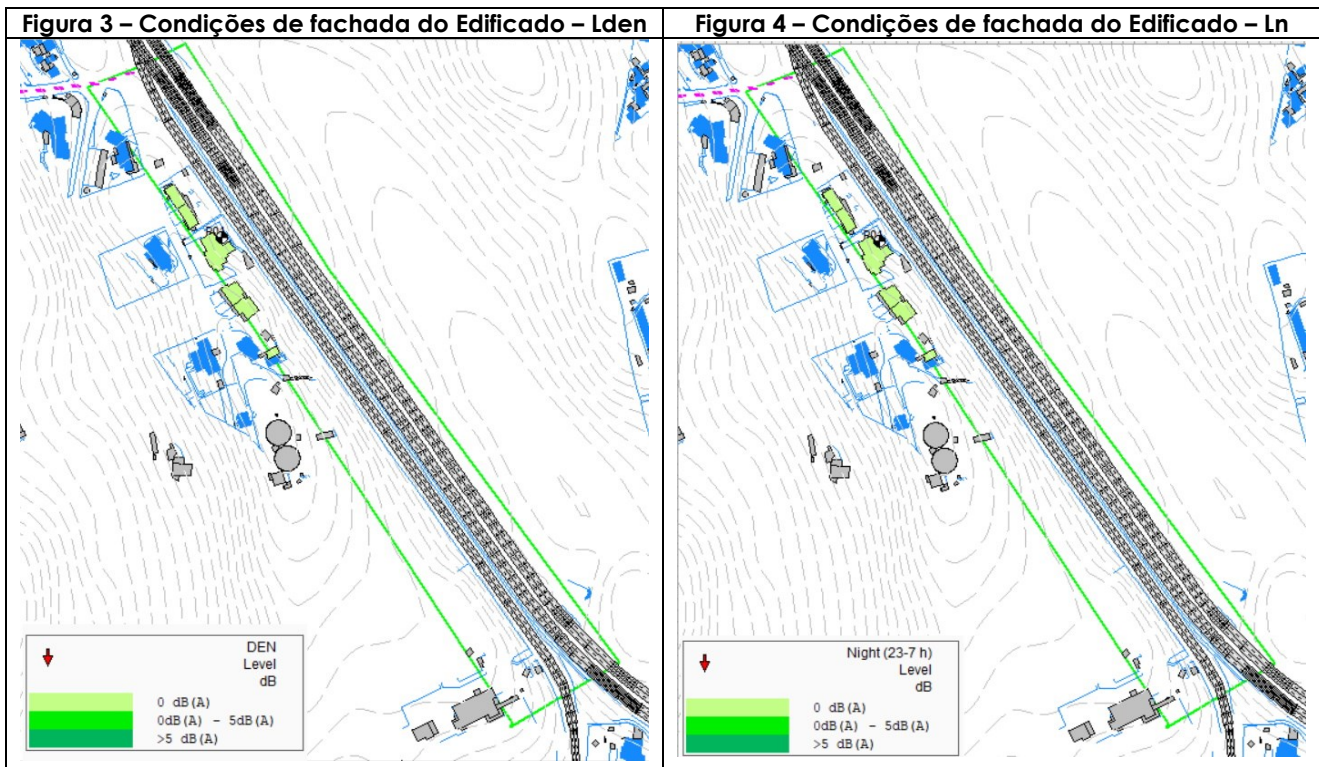 Figura 3 – Condições de fachada do Edificado – Lden
Figura 4 – Condições de fachada do Edificado – Ln
DEN
Level
dB
0 dB(A)
0dB(A) - 5dB(A)
>5 dB(A)
Night (23-7 h)
Level
dB
0 dB(A)
0dB(A) - 5dB(A)
>5 dB(A)